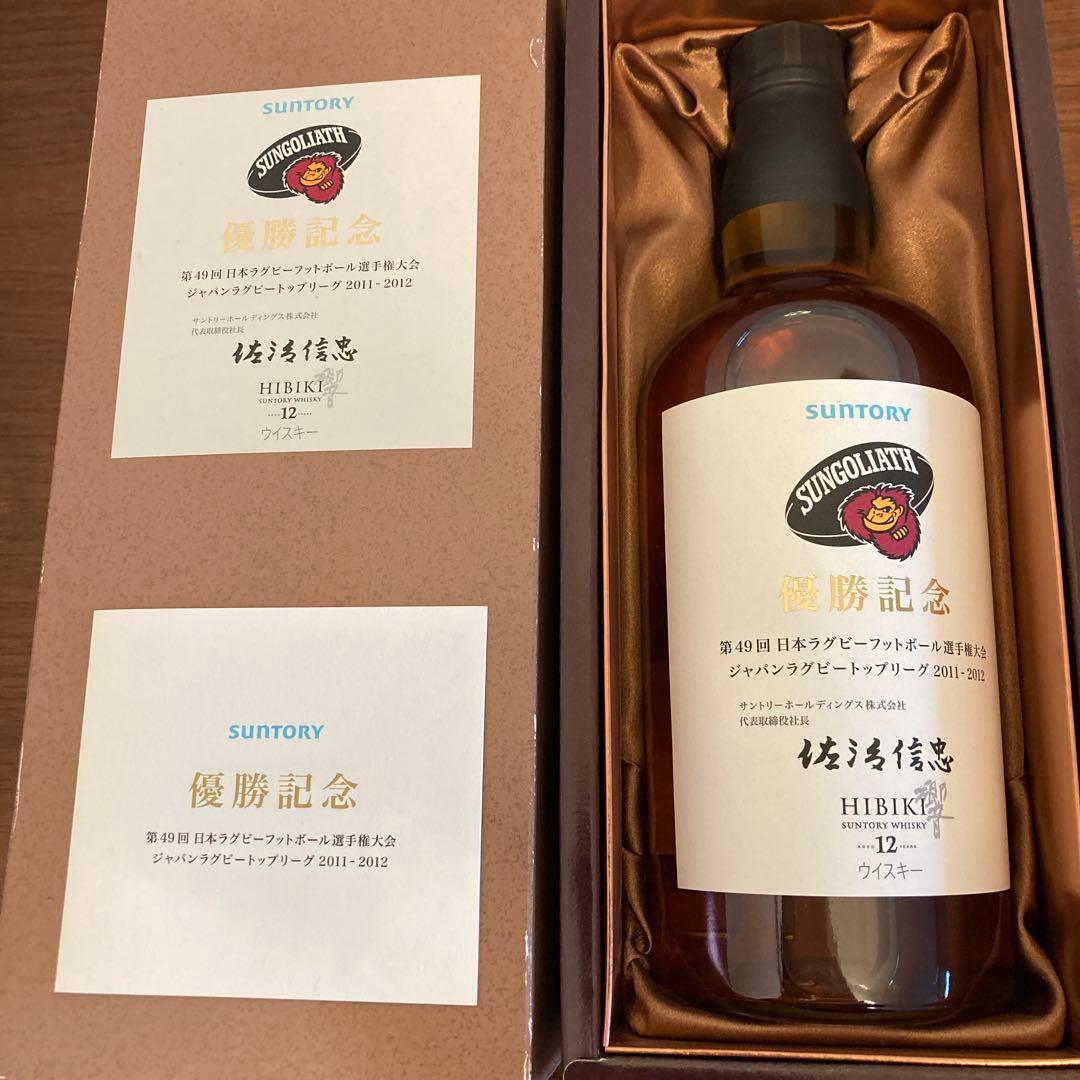 SUNTORY
SUNGOLIATH
優勝記念
第49回 日本ラグビーフットボール選手権大会
ジャパンラグビートップリーグ 2011-2012
サントリーホールディングス株式会社
代表取締役社長
佐治信忠
HIBIKI 響
SUNTORY WHISKY
12
ウイスキー
SUNTORY
優勝記念
第49回 日本ラグビーフットボール選手権大会
ジャパンラグビートップリーグ 2011-2012
SUNTORY
SUNGOLIATH
優勝記念
第49回 日本ラグビーフットボール選手権大会
ジャパンラグビートップリーグ 2011-2012
サントリーホールディングス株式会社
代表取締役社長
佐治信忠
HIBIKI 響
SUNTORY WHISKY
AGED 12 YEARS
ウイスキー